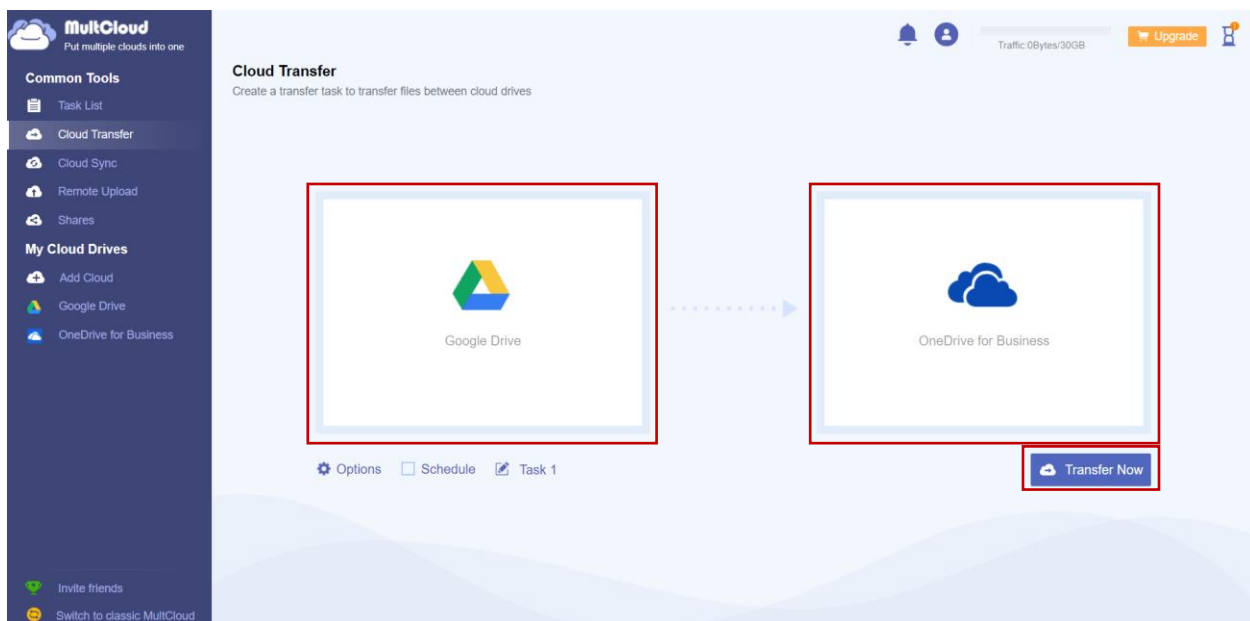 MultCloud
Put multiple clouds into one
Common Tools
Task List
Cloud Transfer
Cloud Sync
Remote Upload
Shares
My Cloud Drives
Add Cloud
Google Drive
OneDrive for Business
Invite friends
Switch to classic MultCloud
Traffic:0Bytes/30GB
Upgrade
Cloud Transfer
Create a transfer task to transfer files between cloud drives
Google Drive
OneDrive for Business
Options
Schedule
Task 1
Transfer Now